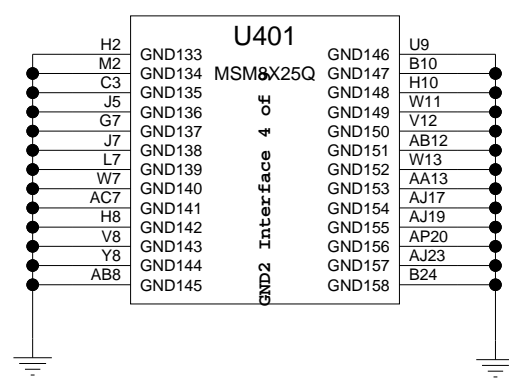 U401
MSM8X25Q
H2 GND133 GND146 U9
M2 GND134 GND147 B10
C3 GND135 GND148 H10
J5 GND136 GND149 W11
G7 GND137 GND150 V12
J7 GND138 GND151 AB12
L7 GND139 GND152 W13
W7 GND140 GND153 AA13
AC7 GND141 GND154 AJ17
H8 GND142 GND155 AJ19
V8 GND143 GND156 AP20
Y8 GND144 GND157 AJ23
AB8 GND145 GND158 B24
GND2 Interface 4 of